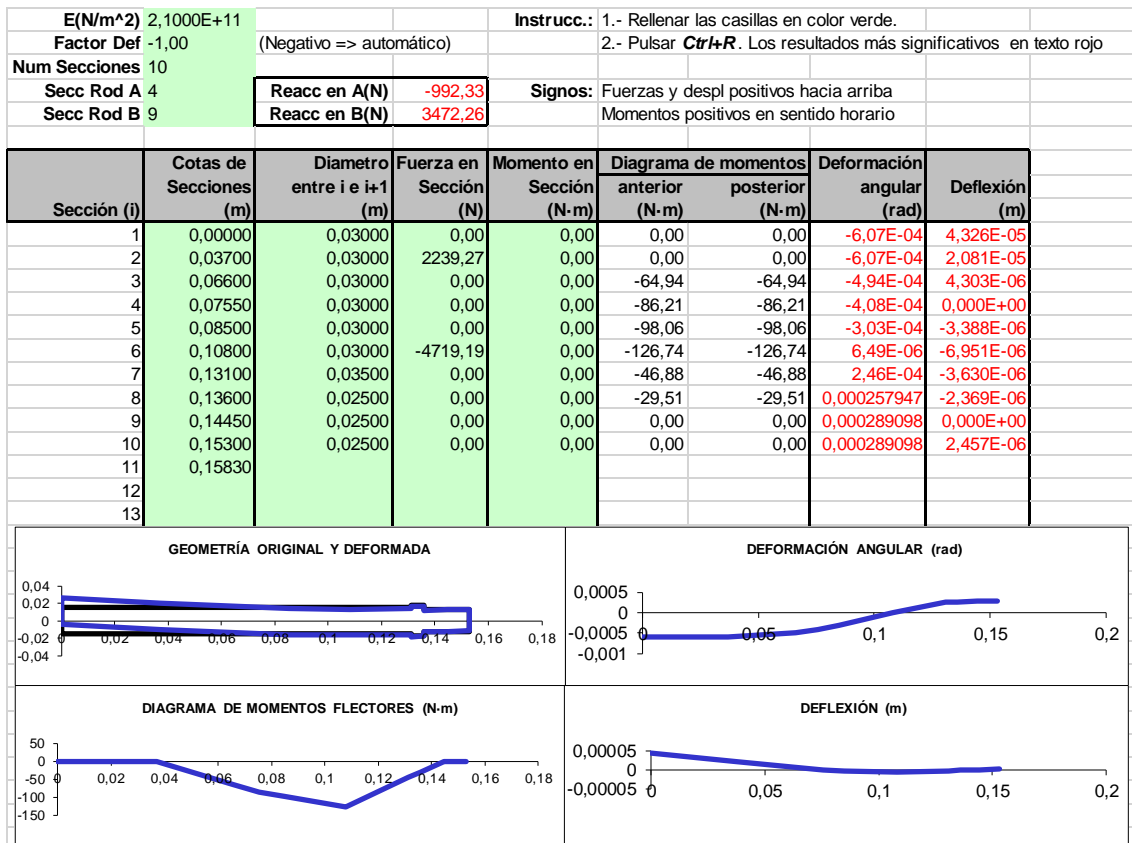 E(N/m^2) 2,1000E+11 Instrucc.: 1.- Rellenar las casillas en color verde.
Factor Def -1,00 (Negativo => automático) 2.- Pulsar Ctrl+R. Los resultados más significativos en texto rojo
Num Secciones 10
Secc Rod A 4 Reacc en A(N) -992,33 Signos: Fuerzas y despl positivos hacia arriba
Secc Rod B 9 Reacc en B(N) 3472,26 Momentos positivos en sentido horario
Cotas de Diametro Fuerza en Momento en Diagrama de momentos Deformación
Secciones entre i e i+1 Sección Sección anterior posterior angular Deflexión
Sección (i) (m) (m) (N) (N·m) (N·m) (N·m) (rad) (m)
1 0,00000 0,03000 0,00 0,00 0,00 0,00 -6,07E-04 4,326E-05
2 0,03700 0,03000 2239,27 0,00 0,00 0,00 -6,07E-04 2,081E-05
3 0,06600 0,03000 0,00 0,00 -64,94 -64,94 -4,94E-04 4,303E-06
4 0,07550 0,03000 0,00 0,00 -86,21 -86,21 -4,08E-04 0,000E+00
5 0,08500 0,03000 0,00 0,00 -98,06 -98,06 -3,03E-04 -3,388E-06
6 0,10800 0,03000 -4719,19 0,00 -126,74 -126,74 6,49E-06 -6,951E-06
7 0,13100 0,03500 0,00 0,00 -46,88 -46,88 2,46E-04 -3,630E-06
8 0,13600 0,02500 0,00 0,00 -29,51 -29,51 0,000257947 -2,369E-06
9 0,14450 0,02500 0,00 0,00 0,00 0,00 0,000289098 0,000E+00
10 0,15300 0,02500 0,00 0,00 0,00 0,00 0,000289098 2,457E-06
11 0,15830
12
13
GEOMETRÍA ORIGINAL Y DEFORMADA
0,04
0,02
0
-0,02
-0,04
0 0,02 0,04 0,06 0,08 0,1 0,12 0,14 0,16 0,18
DEFORMACIÓN ANGULAR (rad)
0,0005
0
-0,0005
-0,001
0 0,05 0,1 0,15 0,2
DIAGRAMA DE MOMENTOS FLECTORES (N·m)
50
0
-50
-100
-150
0 0,02 0,04 0,06 0,08 0,1 0,12 0,14 0,16 0,18
DEFLEXIÓN (m)
0,00005
0
-0,00005
0 0,05 0,1 0,15 0,2